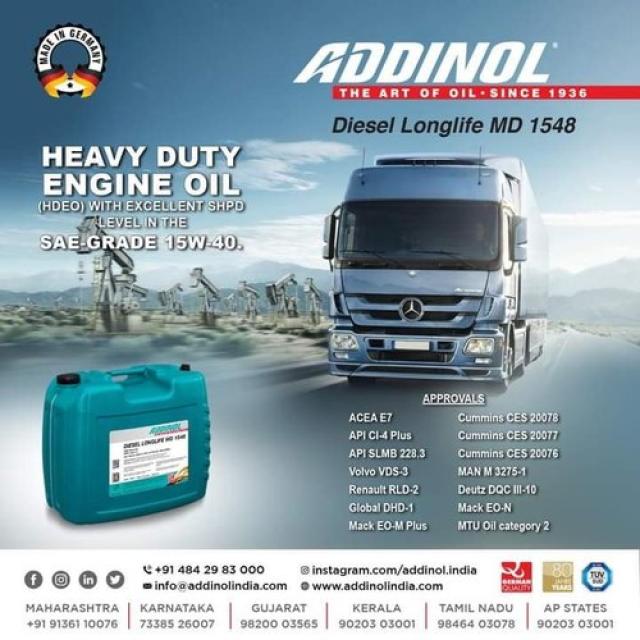 MADE IN GERMANY
ADDINOL®
THE ART OF OIL • SINCE 1936
Diesel Longlife MD 1548
HEAVY DUTY
ENGINE OIL
(HDEO) WITH EXCELLENT SHPD
LEVEL IN THE
SAE-GRADE 15W-40.
ADDINOL
DIESEL LONGLIFE MD 1548
APPROVALS
ACEA E7
API CI-4 Plus
API SLMB 228.3
Volvo VDS-3
Renault RLD-2
Global DHD-1
Mack EO-M Plus
Cummins CES 20078
Cummins CES 20077
Cummins CES 20076
MAN M 3275-1
Deutz DQC III-10
Mack EO-N
MTU Oil category 2
+91 484 29 83 000
instagram.com/addinol.india
info@addinolindia.com
www.addinolindia.com
GERMAN
QUALITY
80
JAHRE
YEARS
TÜV
SÜD
MAHARASHTRA
+91 91361 10076
KARNATAKA
73385 26007
GUJARAT
98200 03565
KERALA
90203 03001
TAMIL NADU
98464 03078
AP STATES
90203 03001